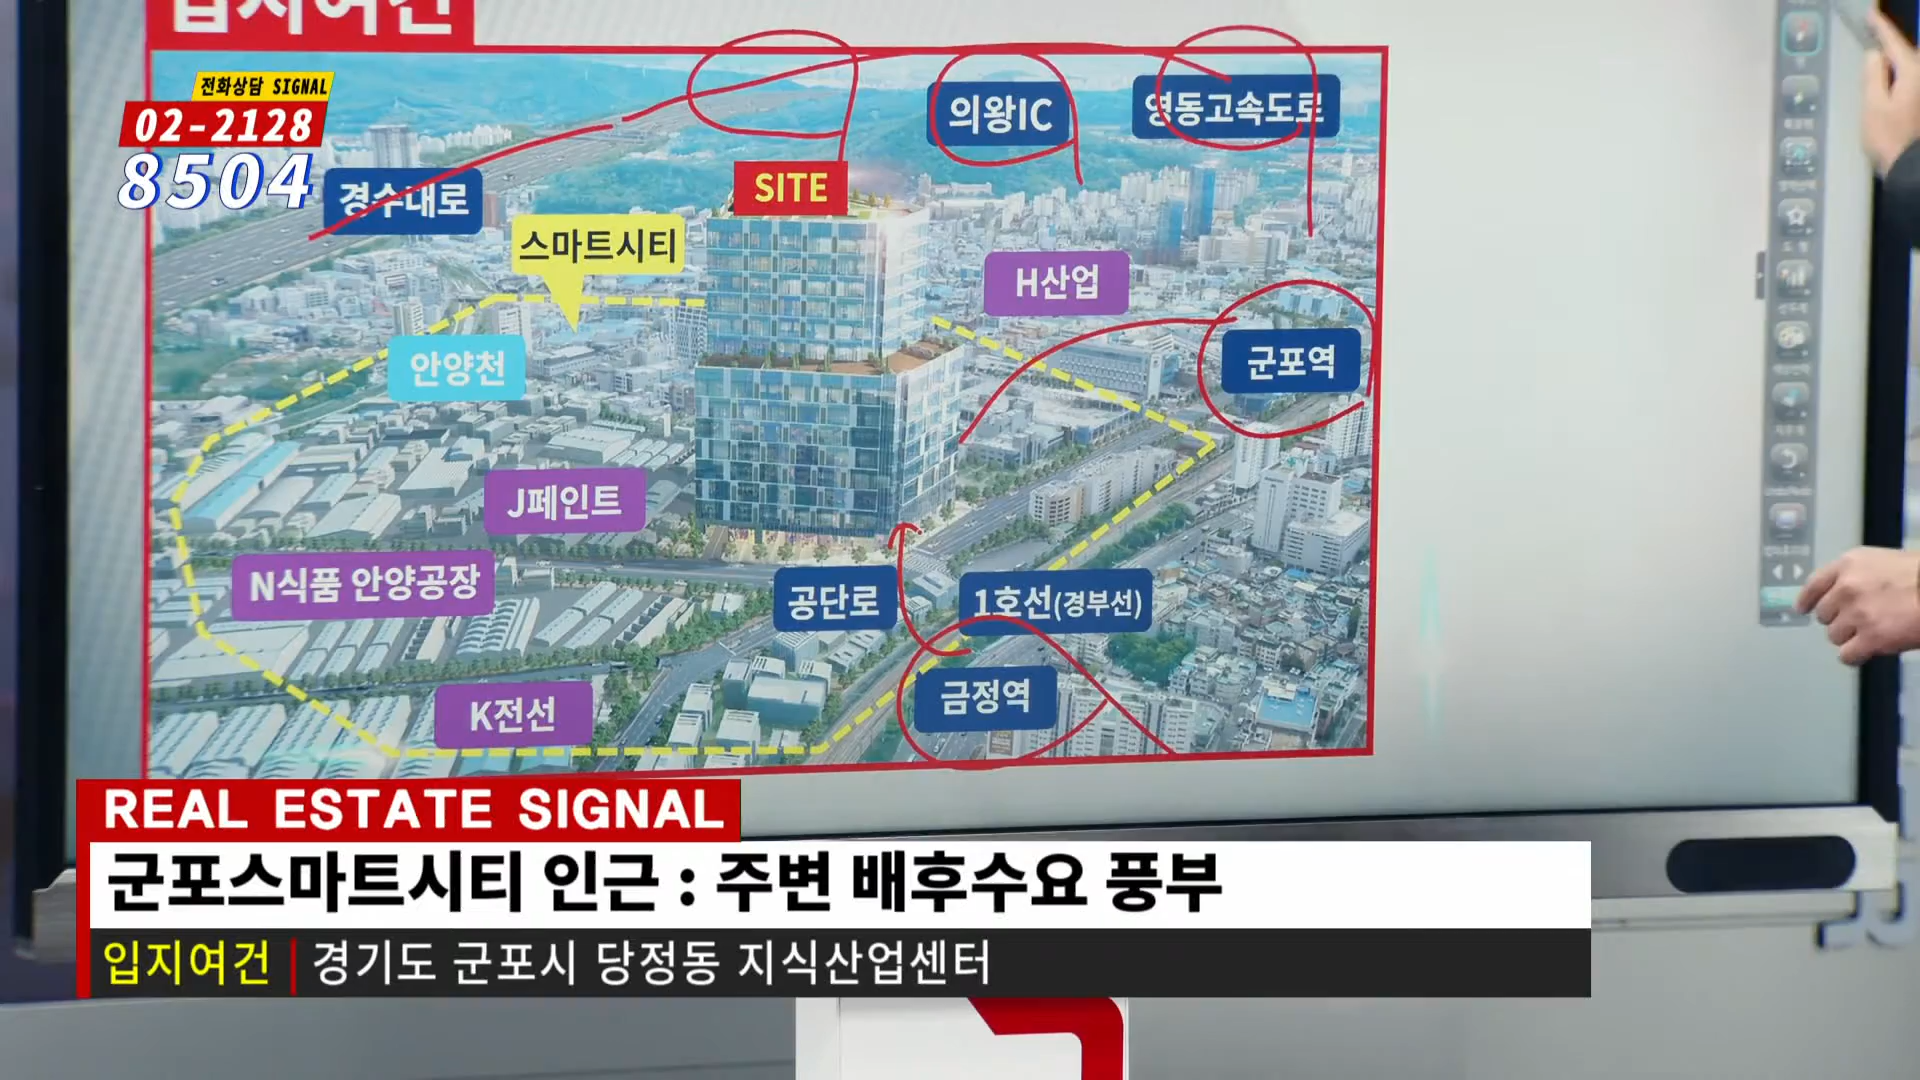 입지여건
전화상담 SIGNAL
02-2128
8504
의왕IC
영동고속도로
경수대로
SITE
스마트시티
H산업
안양천
군포역
J페인트
N식품 안양공장
공단로
1호선(경부선)
금정역
K전선
REAL ESTATE SIGNAL
군포스마트시티 인근 : 주변 배후수요 풍부
입지여건 | 경기도 군포시 당정동 지식산업센터